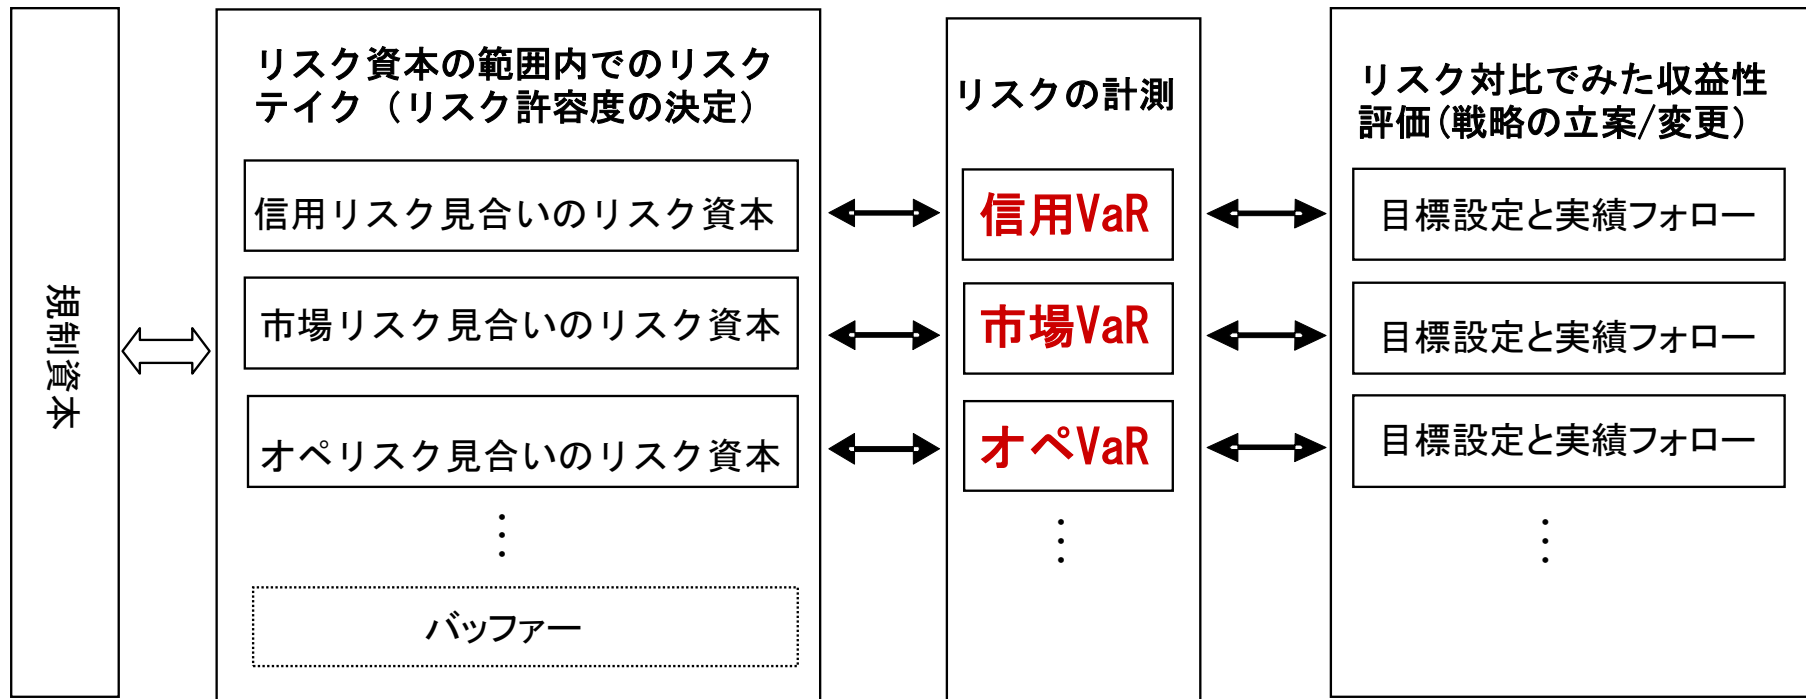 規制資本
リスク資本の範囲内でのリスク
テイク（リスク許容度の決定）
信用リスク見合いのリスク資本
市場リスク見合いのリスク資本
オペリスク見合いのリスク資本
⋮
バッファー
リスクの計測
信用VaR
市場VaR
オペVaR
⋮
リスク対比でみた収益性
評価(戦略の立案/変更）
目標設定と実績フォロー
目標設定と実績フォロー
目標設定と実績フォロー
⋮